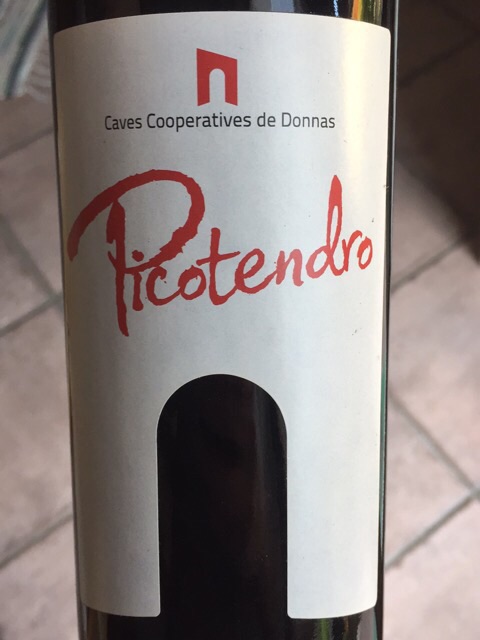 Caves Cooperatives de Donnas
Picotendro